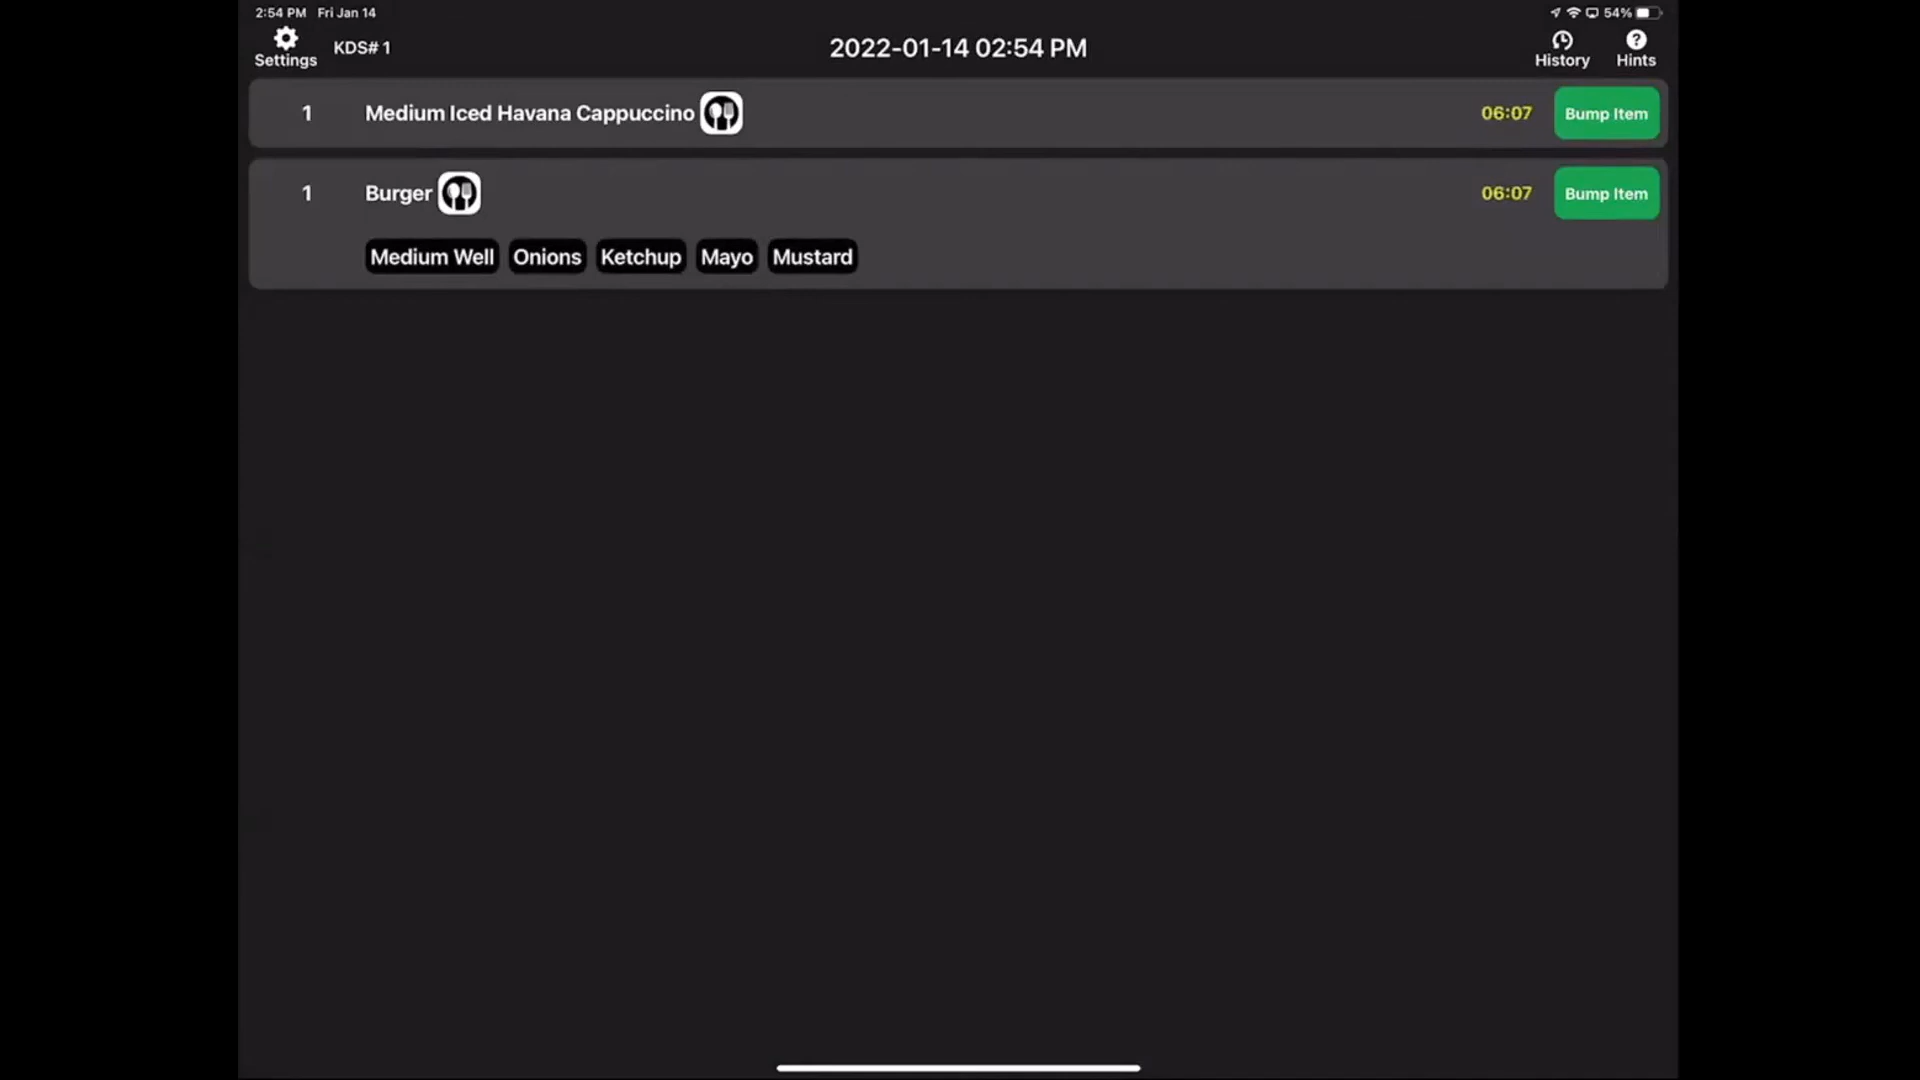 2:54 PM Fri Jan 14
54%
Settings
KDS# 1
2022-01-14 02:54 PM
History
Hints
1 Medium Iced Havana Cappuccino 06:07 Bump Item
1 Burger 06:07 Bump Item
Medium Well Onions Ketchup Mayo Mustard